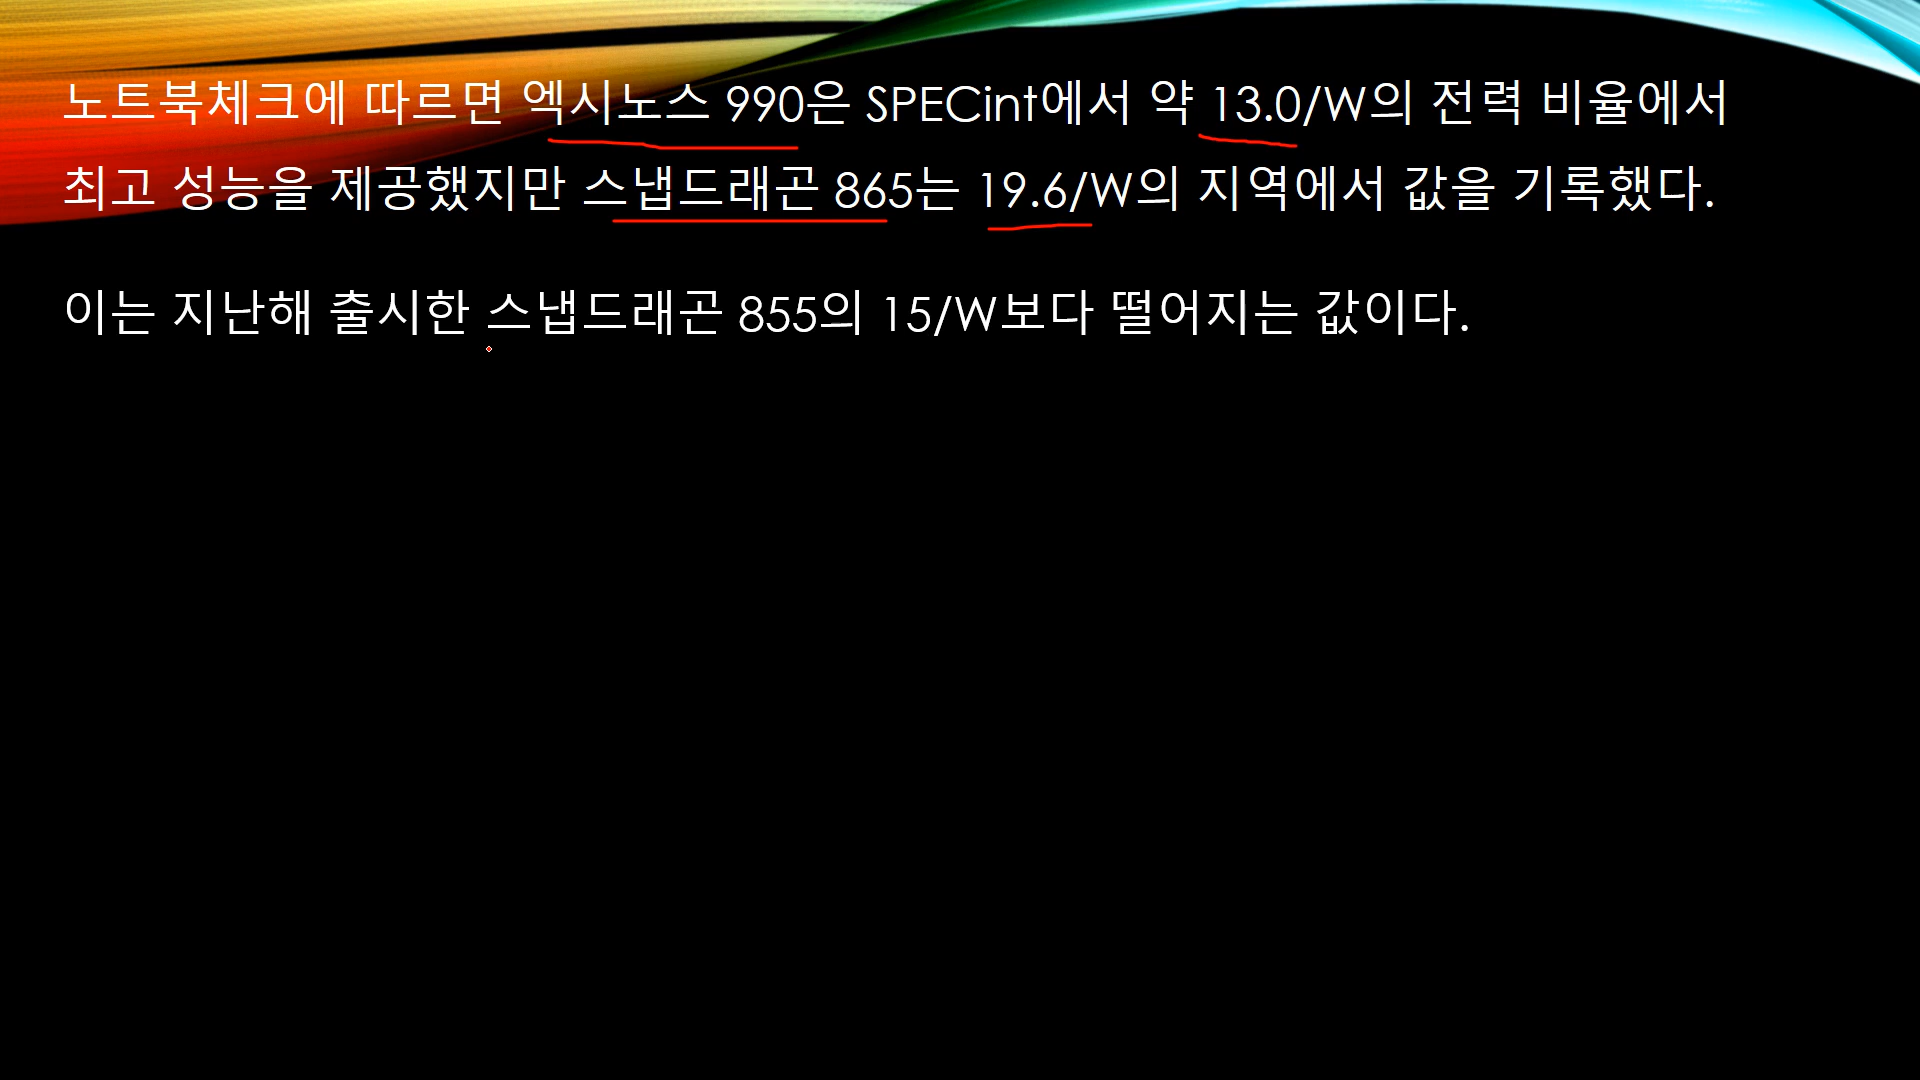 노트북체크에 따르면 엑시노스 990은 SPECint에서 약 13.0/W의 전력 비율에서
최고 성능을 제공했지만 스냅드래곤 865는 19.6/W의 지역에서 값을 기록했다.
이는 지난해 출시한 스냅드래곤 855의 15/W보다 떨어지는 값이다.